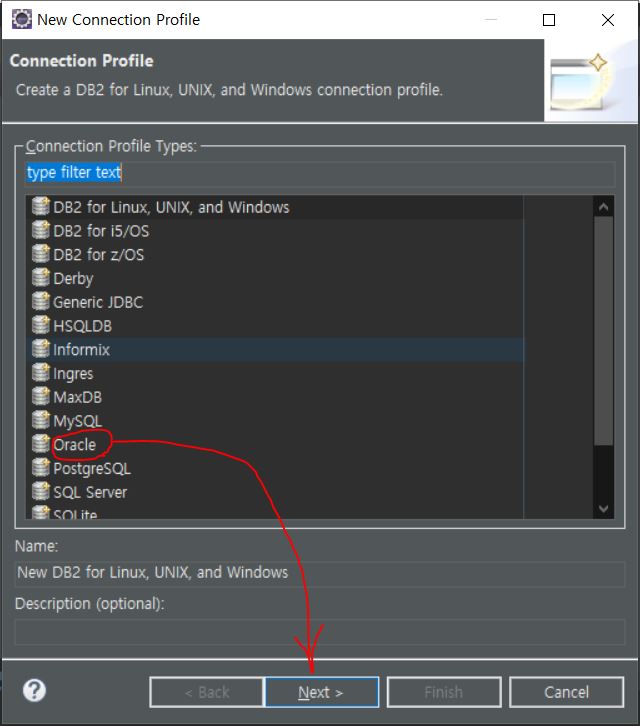 New Connection Profile
Connection Profile
Create a DB2 for Linux, UNIX, and Windows connection profile.
Connection Profile Types:
type filter text
DB2 for Linux, UNIX, and Windows
DB2 for i5/OS
DB2 for z/OS
Derby
Generic JDBC
HSQLDB
Informix
Ingres
MaxDB
MySQL
Oracle
PostgreSQL
SQL Server
SQLite
Name:
New DB2 for Linux, UNIX, and Windows
Description (optional):
?
< Back Next > Finish Cancel